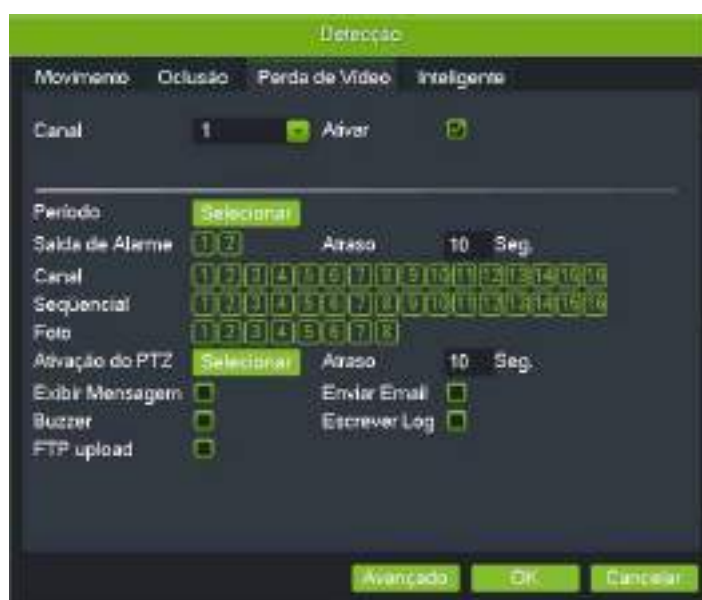 Detecção
Movimento Oclusão Perda de Vídeo Inteligente
Canal 1 Ativar
Período Selecionar
Saída de Alarme 1 2 Atraso 10 Seg.
Canal 1 2 3 4 5 6 7 8 9 10 11 12 13 14 15 16
Sequencial 1 2 3 4 5 6 7 8 9 10 11 12 13 14 15 16
Foto 1 2 3 4 5 6 7 8
Ativação do PTZ Selecionar Atraso 10 Seg.
Exibir Mensagem Enviar Email
Buzzer Escrever Log
FTP upload
Avançado OK Cancelar